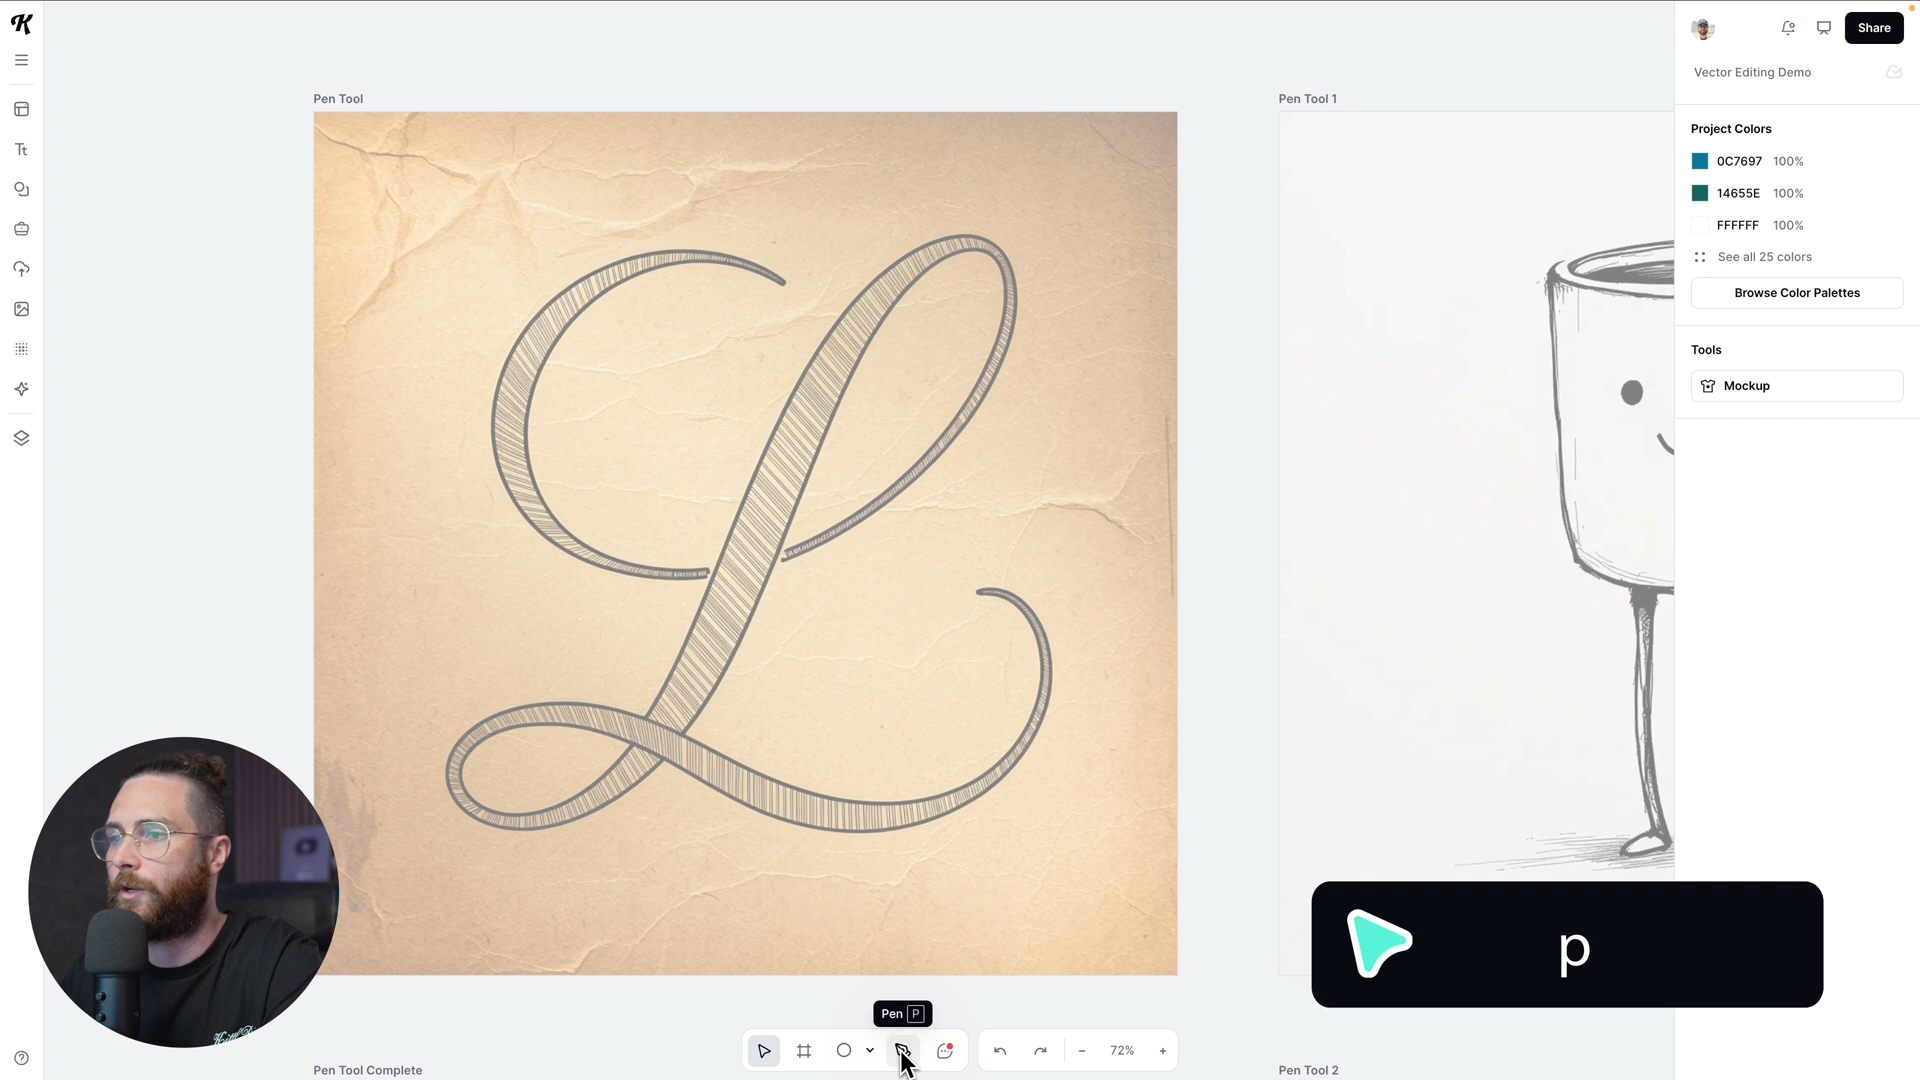 K
Tt
Pen Tool
L
Pen P
72%
Pen Tool Complete
Pen Tool 1
p
Pen Tool 2
Share
Vector Editing Demo
Project Colors
0C7697 100%
14655E 100%
FFFFFF 100%
See all 25 colors
Browse Color Palettes
Tools
Mockup